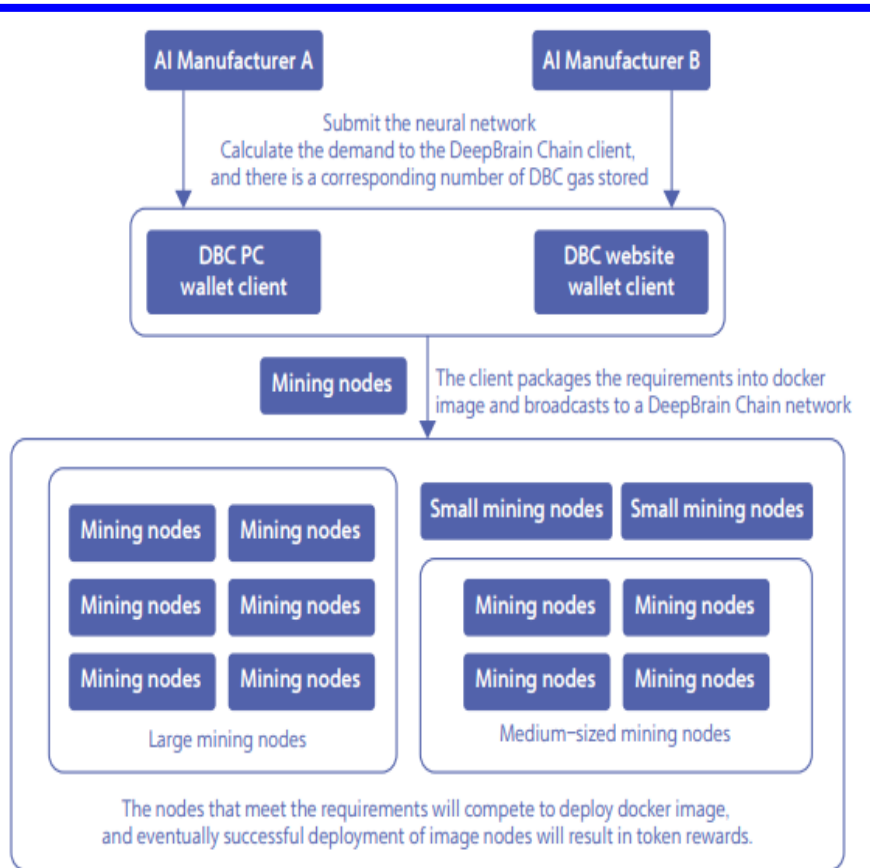 AI Manufacturer A
AI Manufacturer B
Submit the neural network
Calculate the demand to the DeepBrain Chain client,
and there is a corresponding number of DBC gas stored
DBC PC
wallet client
DBC website
wallet client
Mining nodes
The client packages the requirements into docker
image and broadcasts to a DeepBrain Chain network
Mining nodes
Mining nodes
Mining nodes
Mining nodes
Mining nodes
Mining nodes
Large mining nodes
Small mining nodes
Small mining nodes
Mining nodes
Mining nodes
Mining nodes
Mining nodes
Medium-sized mining nodes
The nodes that meet the requirements will compete to deploy docker image,
and eventually successful deployment of image nodes will result in token rewards.